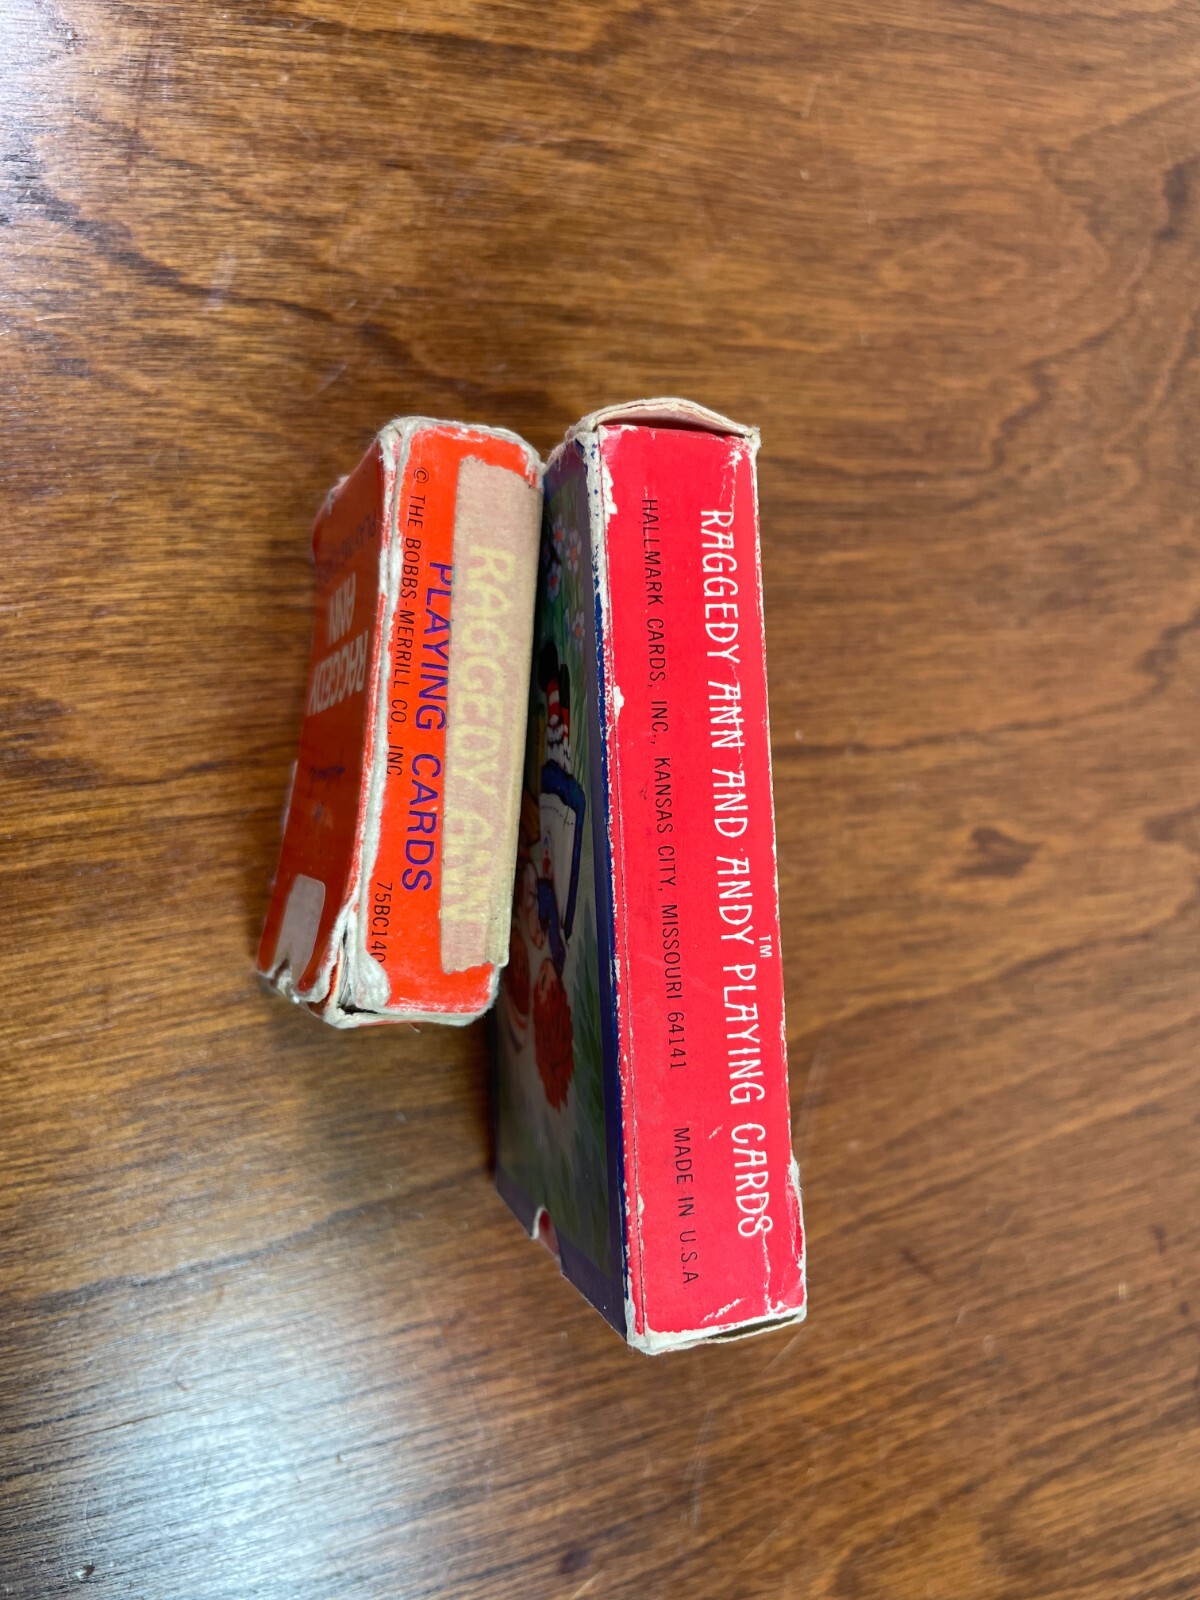 RAGGEDY ANN AND ANDY™ PLAYING CARDS
HALLMARK CARDS, INC., KANSAS CITY, MISSOURI 64141 MADE IN U.S.A.
RAGGEDY ANN
PLAYING CARDS
© THE BOBBS-MERRILL CO., INC. 75BC140
RAGGEDY
ANN